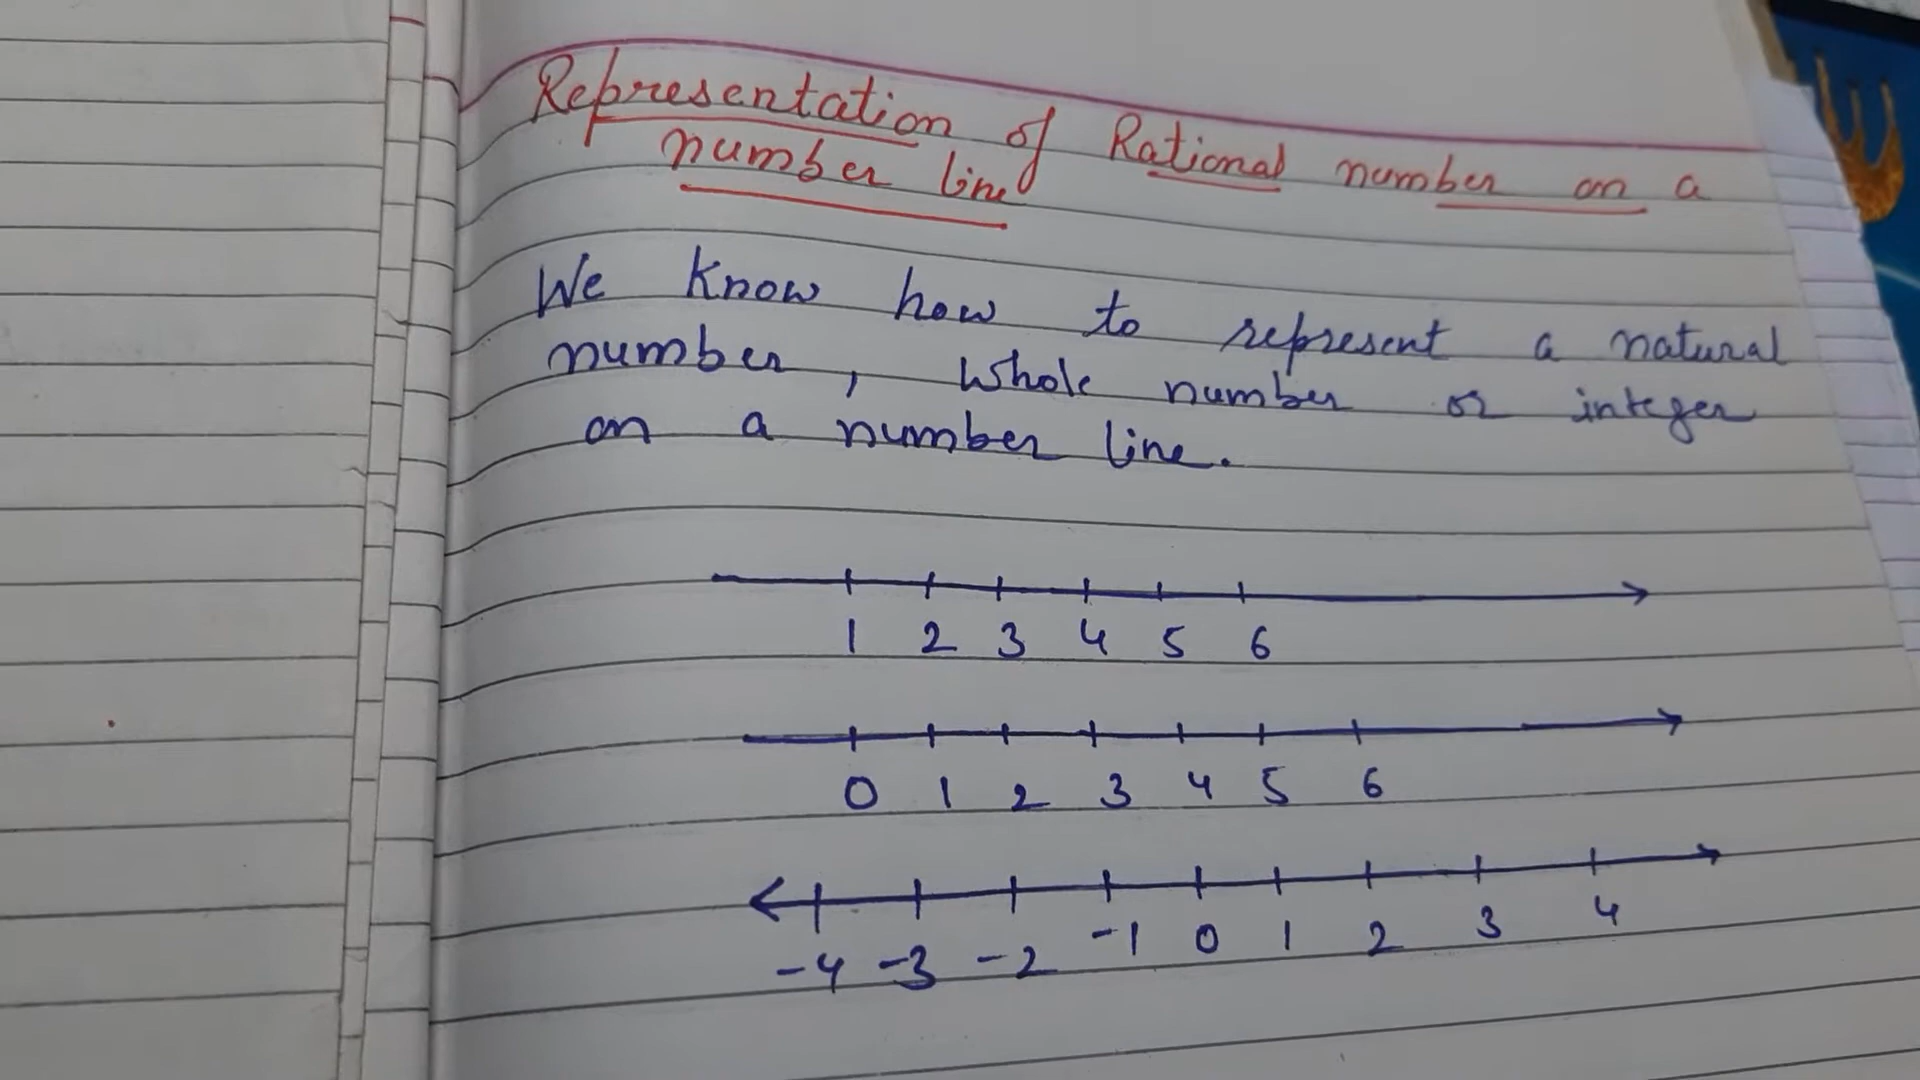 Representation of Rational number on a
number line
We know how to represent a natural
number, whole number or integer
on a number line.
1 2 3 4 5 6
0 1 2 3 4 5 6
-4 -3 -2 -1 0 1 2 3 4